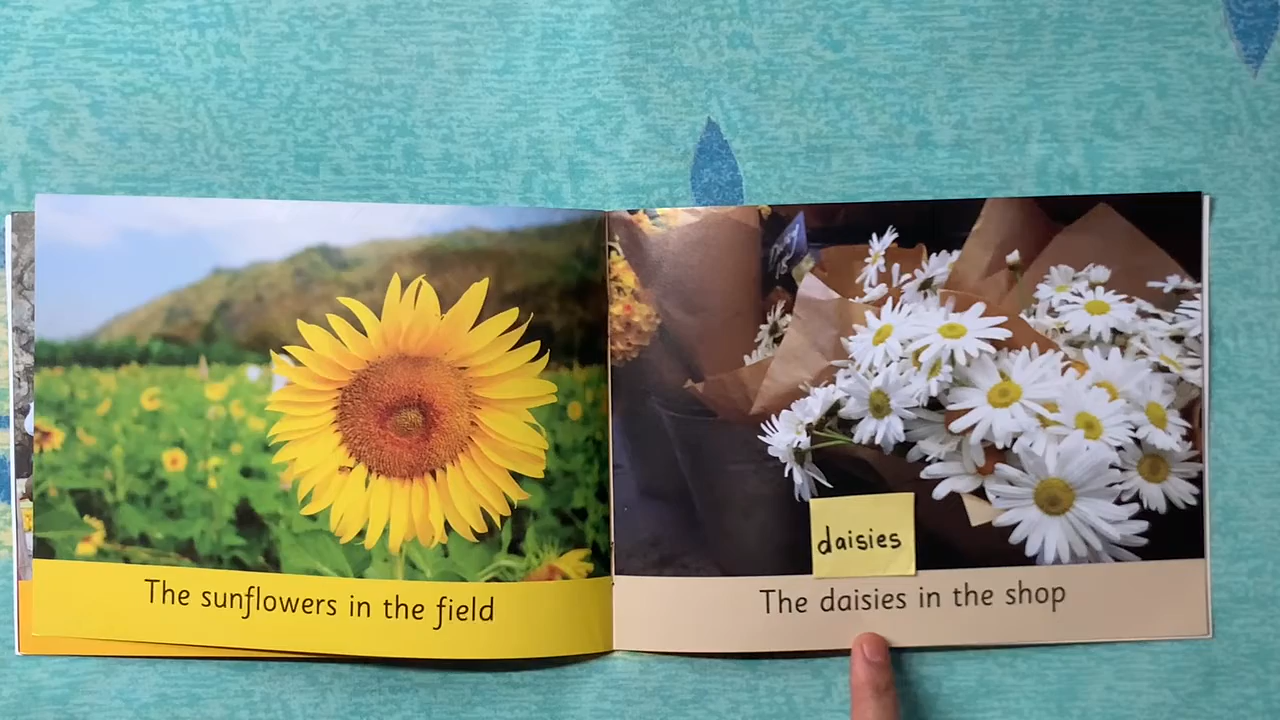 The sunflowers in the field
daisies
The daisies in the shop